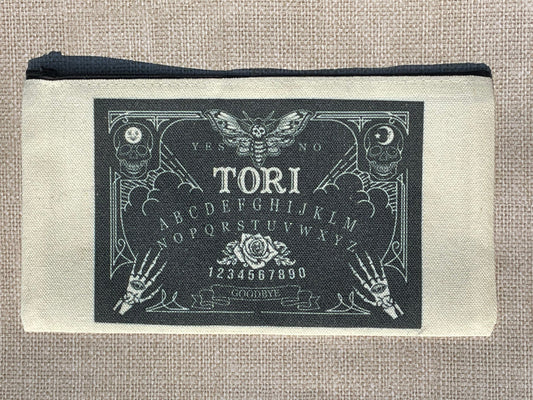 YES NO
TORI
ABCDEFGHIJKLM
NOPQRSTUVWXYZ
1234567890
GOODBYE